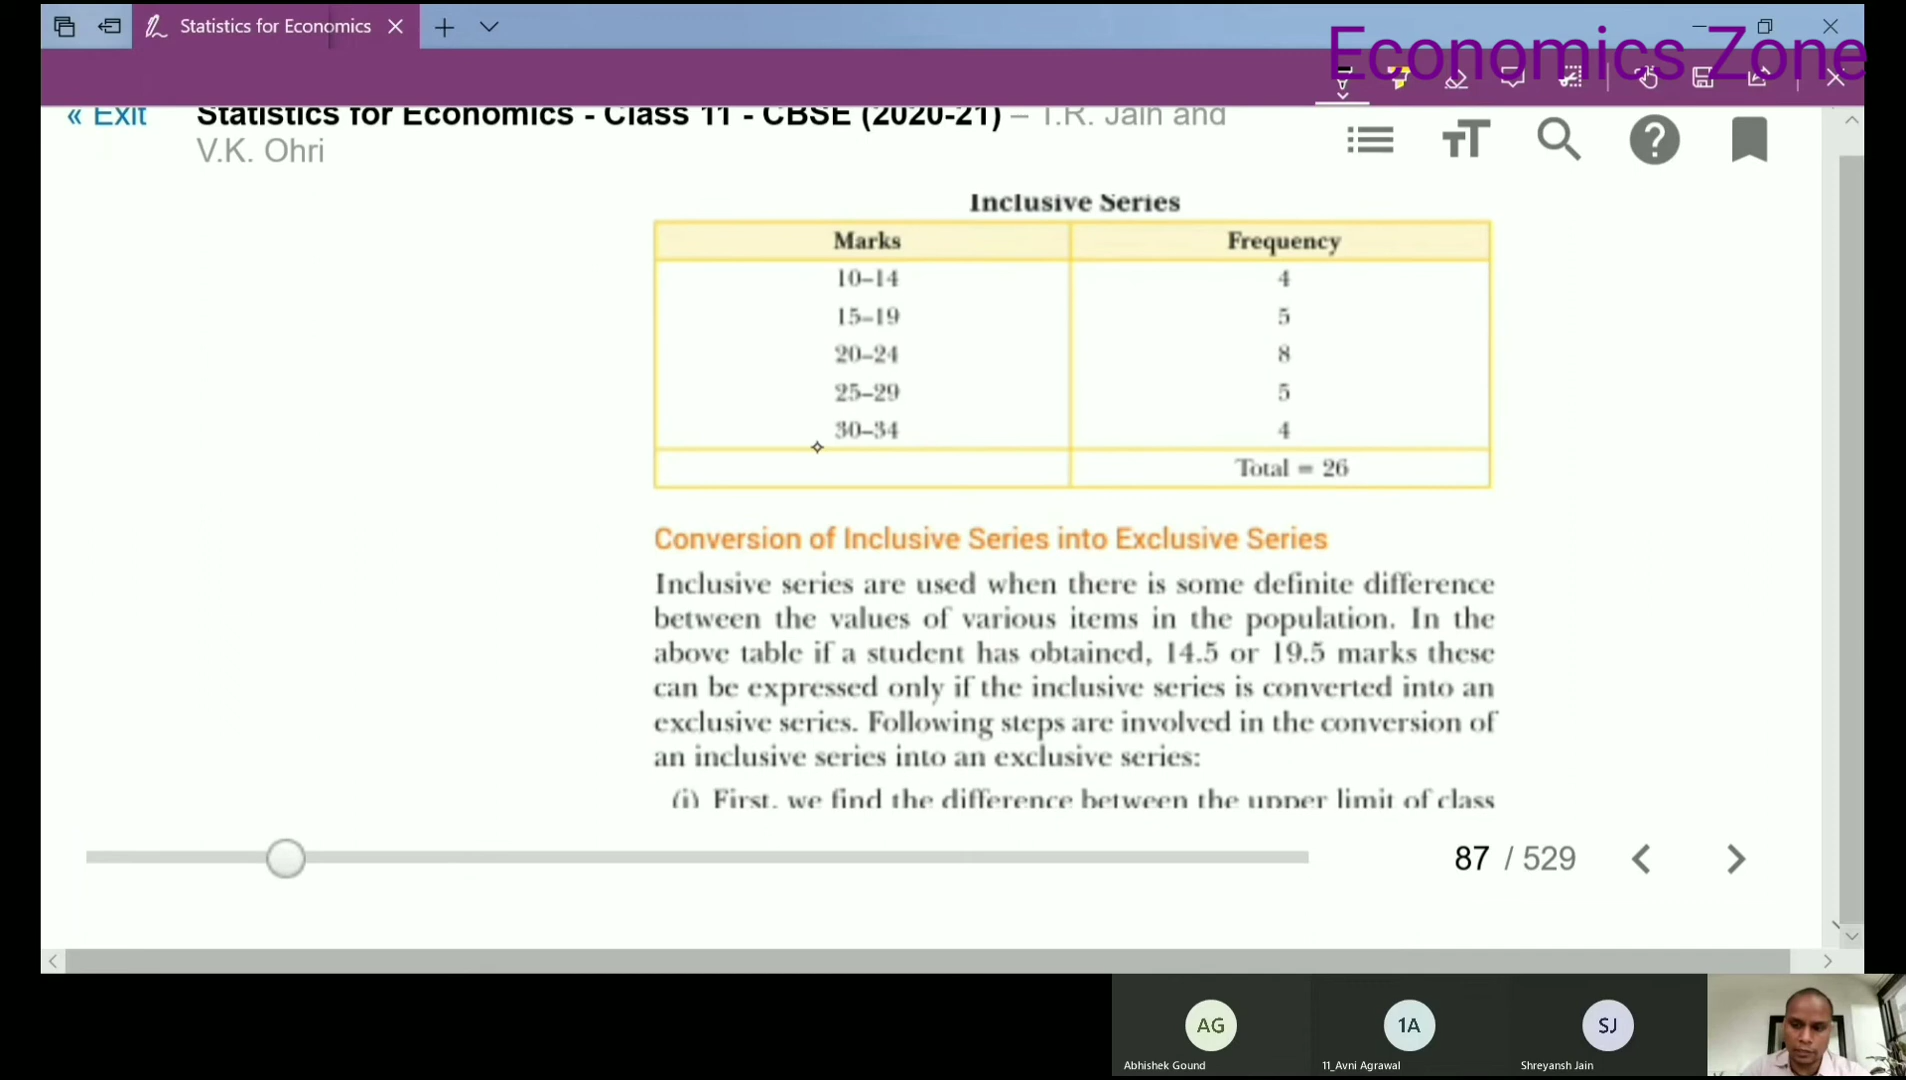 Statistics for Economics
Economics Zone
« Exit
Statistics for Economics - Class 11 - CBSE (2020-21) – T.R. Jain and
V.K. Ohri
Inclusive Series
Marks Frequency
10–14 4
15–19 5
20–24 8
25–29 5
30–34 4
Total = 26
Conversion of Inclusive Series into Exclusive Series
Inclusive series are used when there is some definite difference
between the values of various items in the population. In the
above table if a student has obtained, 14.5 or 19.5 marks these
can be expressed only if the inclusive series is converted into an
exclusive series. Following steps are involved in the conversion of
an inclusive series into an exclusive series:
(i) First, we find the difference between the upper limit of class
87 / 529
AG
1A
SJ
Abhishek Gound
11_Avni Agrawal
Shreyansh Jain